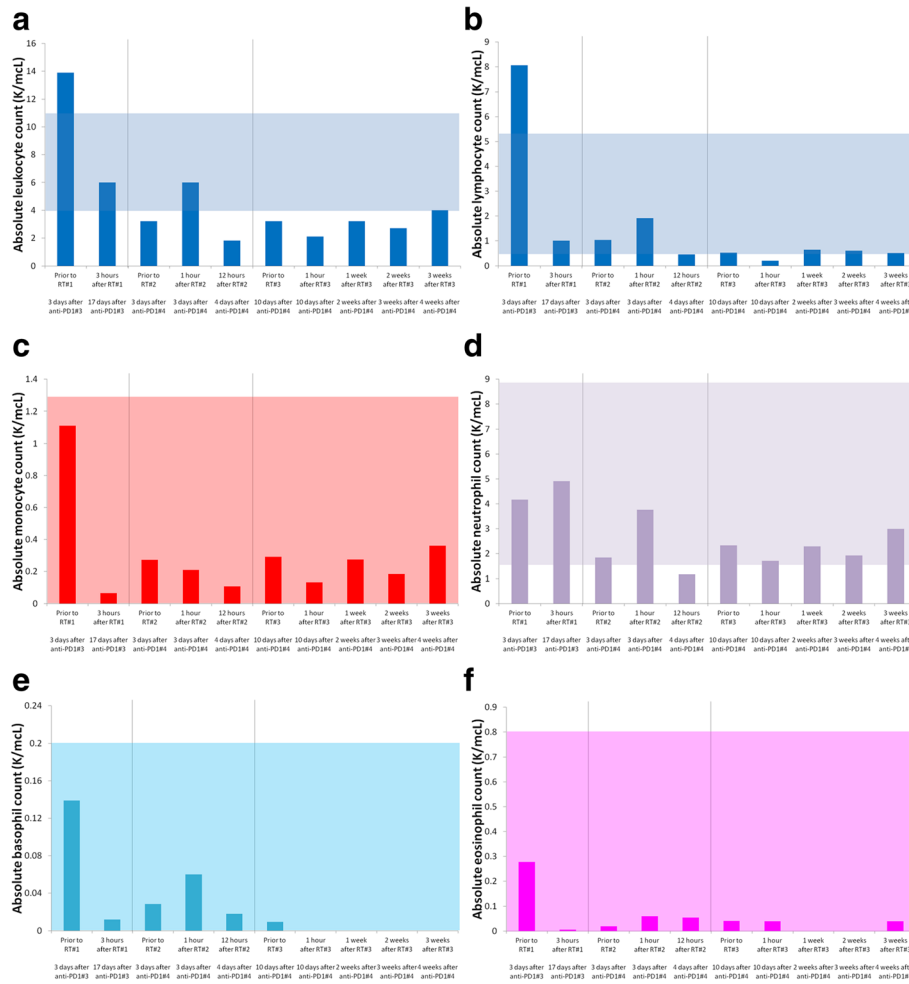 a
Absolute leukocyte count (K/mcL)
16
14
12
10
8
6
4
2
0
Prior to 3 hours Prior to 1 hour 12 hours Prior to 1 hour 1 week 2 weeks 3 weeks
RT#1 after RT#1 RT#2 after RT#2 after RT#2 RT#3 after RT#3 after RT#3 after RT#3 after RT#3
3 days after 17 days after 3 days after 3 days after 4 days after 10 days after 10 days after 2 weeks after 3 weeks after 4 weeks after
anti-PD1#3 anti-PD1#3 anti-PD1#4 anti-PD1#4 anti-PD1#4 anti-PD1#4 anti-PD1#4 anti-PD1#4 anti-PD1#4 anti-PD1#4
b
Absolute lymphocyte count (K/mcL)
9
8
7
6
5
4
3
2
1
0
Prior to 3 hours Prior to 1 hour 12 hours Prior to 1 hour 1 week 2 weeks 3 weeks
RT#1 after RT#1 RT#2 after RT#2 after RT#2 RT#3 after RT#3 after RT#3 after RT#3 after RT#3
3 days after 17 days after 3 days after 3 days after 4 days after 10 days after 10 days after 2 weeks after 3 weeks after 4 weeks after
anti-PD1#3 anti-PD1#3 anti-PD1#4 anti-PD1#4 anti-PD1#4 anti-PD1#4 anti-PD1#4 anti-PD1#4 anti-PD1#4 anti-PD1#4
c
Absolute monocyte count (K/mcL)
1.4
1.2
1
0.8
0.6
0.4
0.2
0
Prior to 3 hours Prior to 1 hour 12 hours Prior to 1 hour 1 week 2 weeks 3 weeks
RT#1 after RT#1 RT#2 after RT#2 after RT#2 RT#3 after RT#3 after RT#3 after RT#3 after RT#3
3 days after 17 days after 3 days after 3 days after 4 days after 10 days after 10 days after 2 weeks after 3 weeks after 4 weeks after
anti-PD1#3 anti-PD1#3 anti-PD1#4 anti-PD1#4 anti-PD1#4 anti-PD1#4 anti-PD1#4 anti-PD1#4 anti-PD1#4 anti-PD1#4
d
Absolute neutrophil count (K/mcL)
9
8
7
6
5
4
3
2
1
0
Prior to 3 hours Prior to 1 hour 12 hours Prior to 1 hour 1 week 2 weeks 3 weeks
RT#1 after RT#1 RT#2 after RT#2 after RT#2 RT#3 after RT#3 after RT#3 after RT#3 after RT#3
3 days after 17 days after 3 days after 3 days after 4 days after 10 days after 10 days after 2 weeks after 3 weeks after 4 weeks after
anti-PD1#3 anti-PD1#3 anti-PD1#4 anti-PD1#4 anti-PD1#4 anti-PD1#4 anti-PD1#4 anti-PD1#4 anti-PD1#4 anti-PD1#4
e
Absolute basophil count (K/mcL)
0.24
0.2
0.16
0.12
0.08
0.04
0
Prior to 3 hours Prior to 1 hour 12 hours Prior to 1 hour 1 week 2 weeks 3 weeks
RT#1 after RT#1 RT#2 after RT#2 after RT#2 RT#3 after RT#3 after RT#3 after RT#3 after RT#3
3 days after 17 days after 3 days after 3 days after 4 days after 10 days after 10 days after 2 weeks after 3 weeks after 4 weeks after
anti-PD1#3 anti-PD1#3 anti-PD1#4 anti-PD1#4 anti-PD1#4 anti-PD1#4 anti-PD1#4 anti-PD1#4 anti-PD1#4 anti-PD1#4
f
Absolute eosinophil count (K/mcL)
0.9
0.8
0.7
0.6
0.5
0.4
0.3
0.2
0.1
0
Prior to 3 hours Prior to 1 hour 12 hours Prior to 1 hour 1 week 2 weeks 3 weeks
RT#1 after RT#1 RT#2 after RT#2 after RT#2 RT#3 after RT#3 after RT#3 after RT#3 after RT#3
3 days after 17 days after 3 days after 3 days after 4 days after 10 days after 10 days after 2 weeks after 3 weeks after 4 weeks after
anti-PD1#3 anti-PD1#3 anti-PD1#4 anti-PD1#4 anti-PD1#4 anti-PD1#4 anti-PD1#4 anti-PD1#4 anti-PD1#4 anti-PD1#4